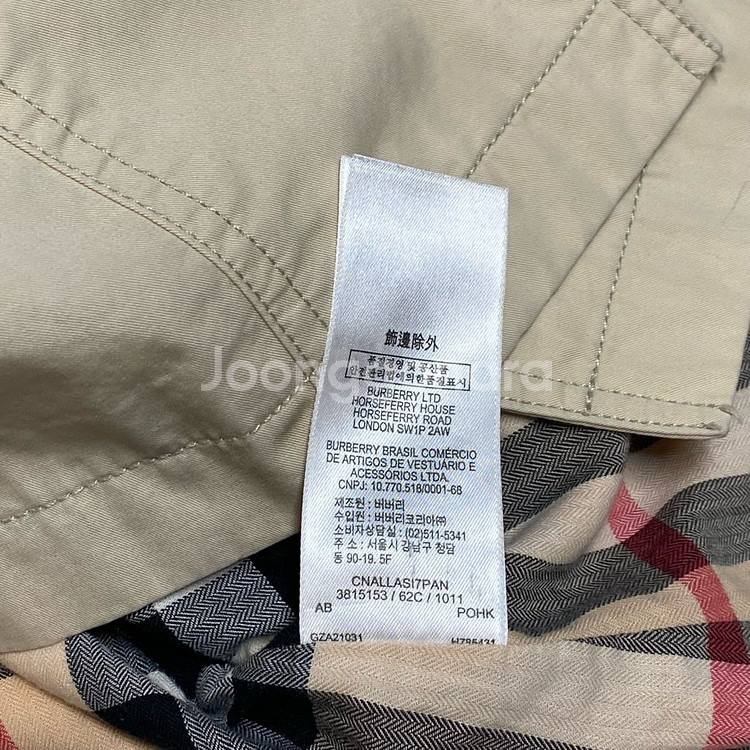 飾邊除外
품질경영 및 공산품
안전관리법에의한품질표시
Joongna
BURBERRY LTD
HORSEFERRY HOUSE
HORSEFERRY ROAD
LONDON SW1P 2AW
BURBERRY BRASIL COMÉRCIO
DE ARTIGOS DE VESTUÁRIO E
ACESSÓRIOS LTDA.
CNPJ: 10.770.518/0001-68
제조원 : 버버리
수입원 : 버버리코리아㈜
소비자상담실 : (02)511-5341
주 소 : 서울시 강남구 청담
동 90-19. 5F
CNALLASI7PAN
3815153 / 62C / 1011
AB POHK
GZA21031 HZ85431